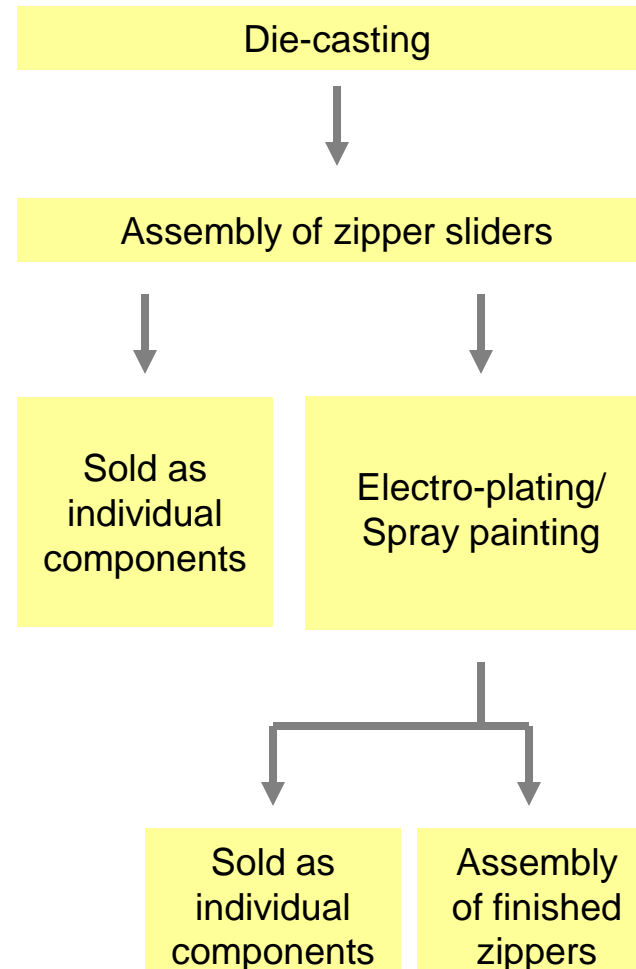 Die-casting
Assembly of zipper sliders
Sold as
individual
components
Electro-plating/
Spray painting
Sold as
individual
components
Assembly
of finished
zippers